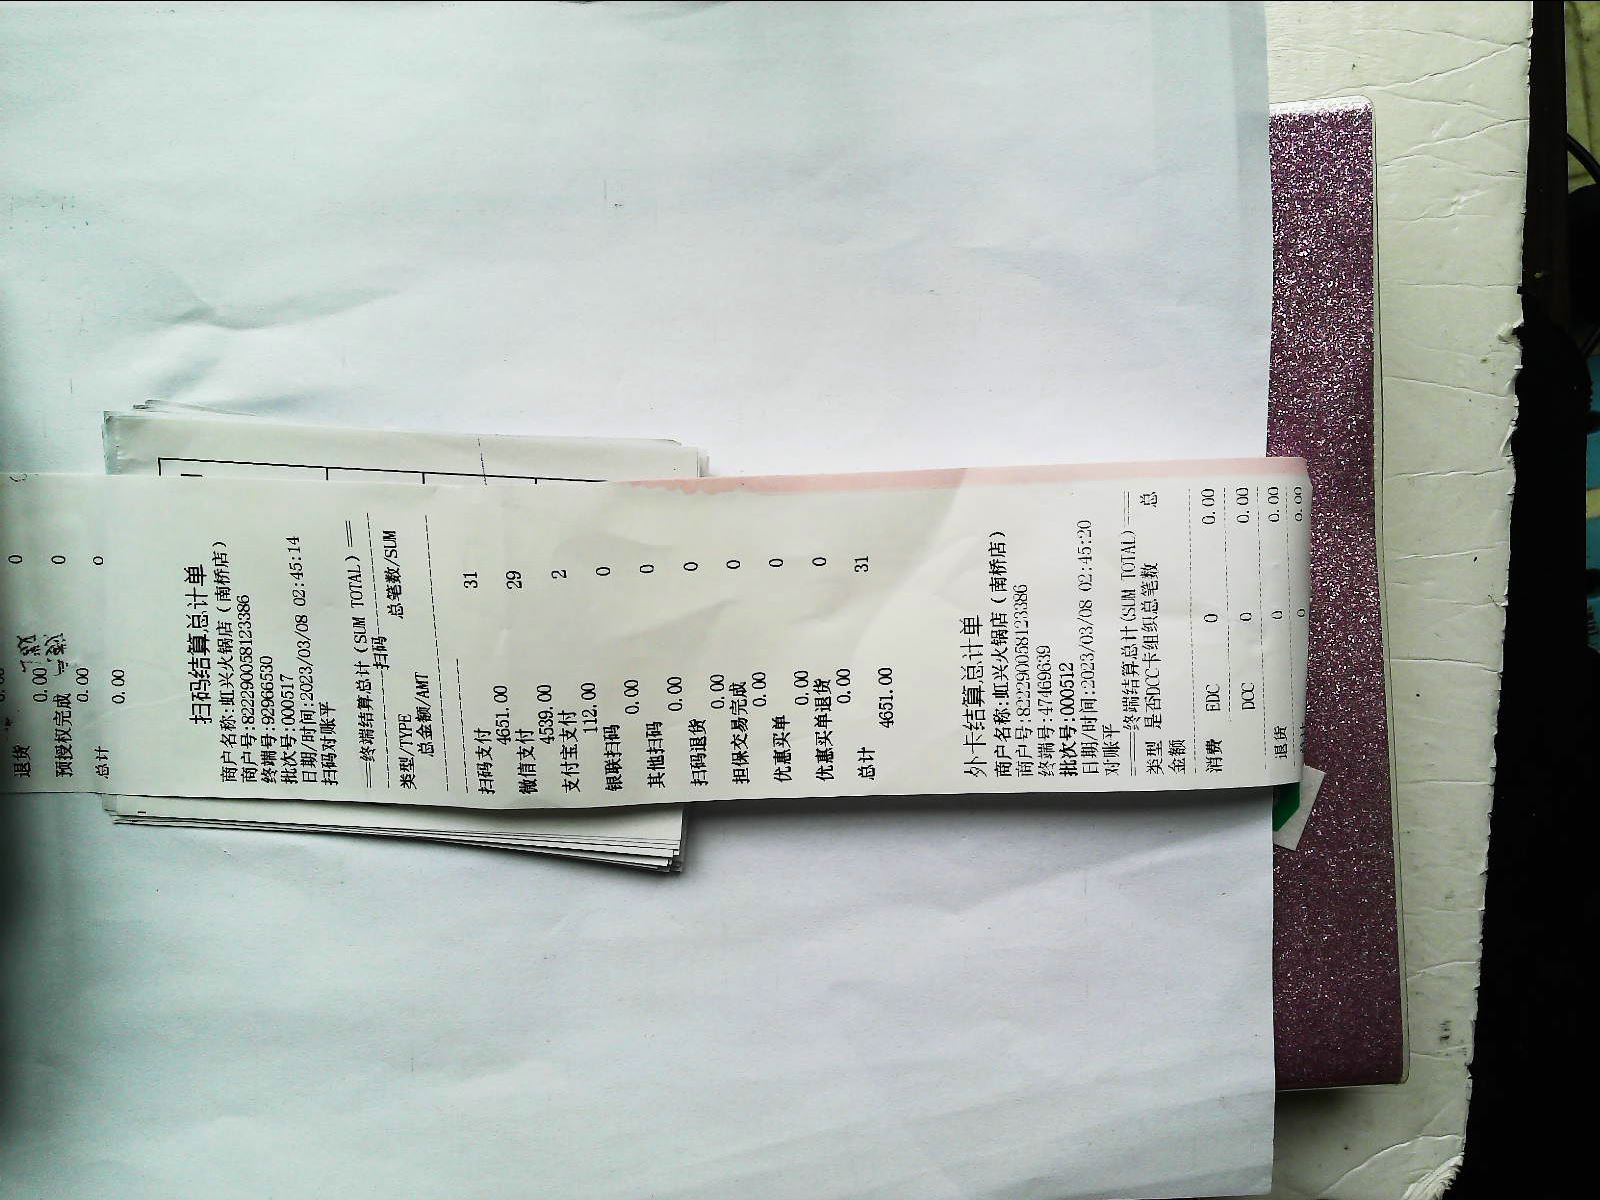 退货 0
0.00
预授权完成 0
0.00
总计 0
0.00
扫码结算总计单
商户名称:虹兴火锅店(南桥店)
商户号:822290058123386
终端号:92966530
批次号:000517
日期/时间:2023/03/08 02:45:14
扫码对账平
==终端结算总计(SUM TOTAL)==
扫码
类型/TYPE 总笔数/SUM
总金额/AMT
扫码支付 31
4651.00
微信支付 29
4539.00
支付宝支付 2
112.00
银联扫码 0
0.00
其他扫码 0
0.00
扫码退货 0
0.00
担保交易完成 0
0.00
优惠买单 0
0.00
优惠买单退货 0
0.00
总计 31
4651.00
外卡结算总计单
商户名称:虹兴火锅店(南桥店)
商户号:822290058123386
终端号:47469639
批次号:000512
日期/时间:2023/03/08 02:45:20
对账平
===终端结算总计(SUM TOTAL)===
类型 是否DCC卡组织总笔数 总
金额
消费 EDC 0 0.00
DCC 0 0.00
退货 0 0.00
0 0.00